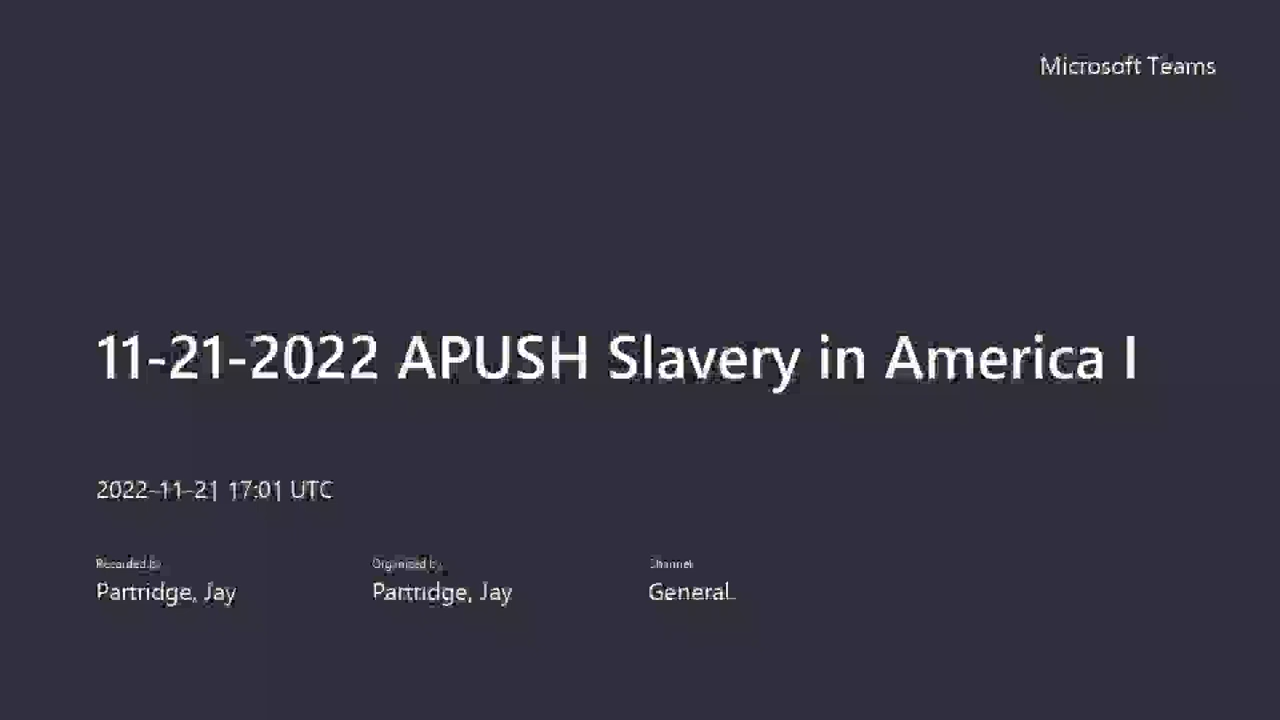 Microsoft Teams
11-21-2022 APUSH Slavery in America I
2022-11-21 17:01 UTC
Recorded by
Organized by
Channel
Partridge, Jay
Partridge, Jay
General